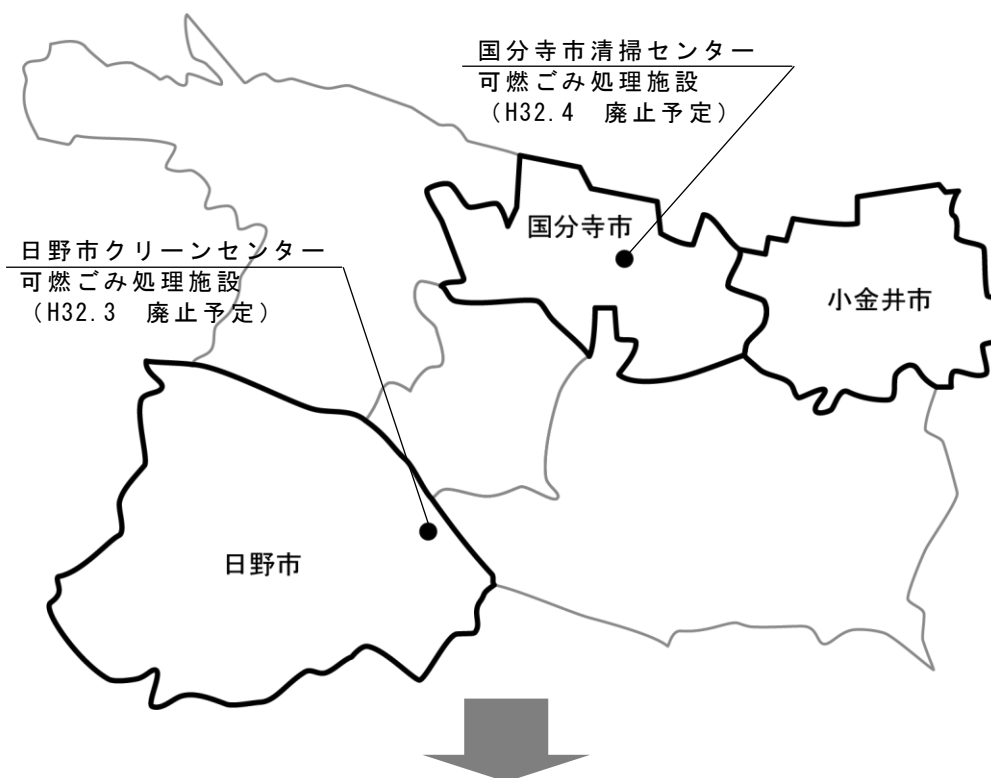 国分寺市清掃センター
可燃ごみ処理施設
（H32.4　廃止予定）
国分寺市
小金井市
日野市クリーンセンター
可燃ごみ処理施設
（H32.3　廃止予定）
日野市